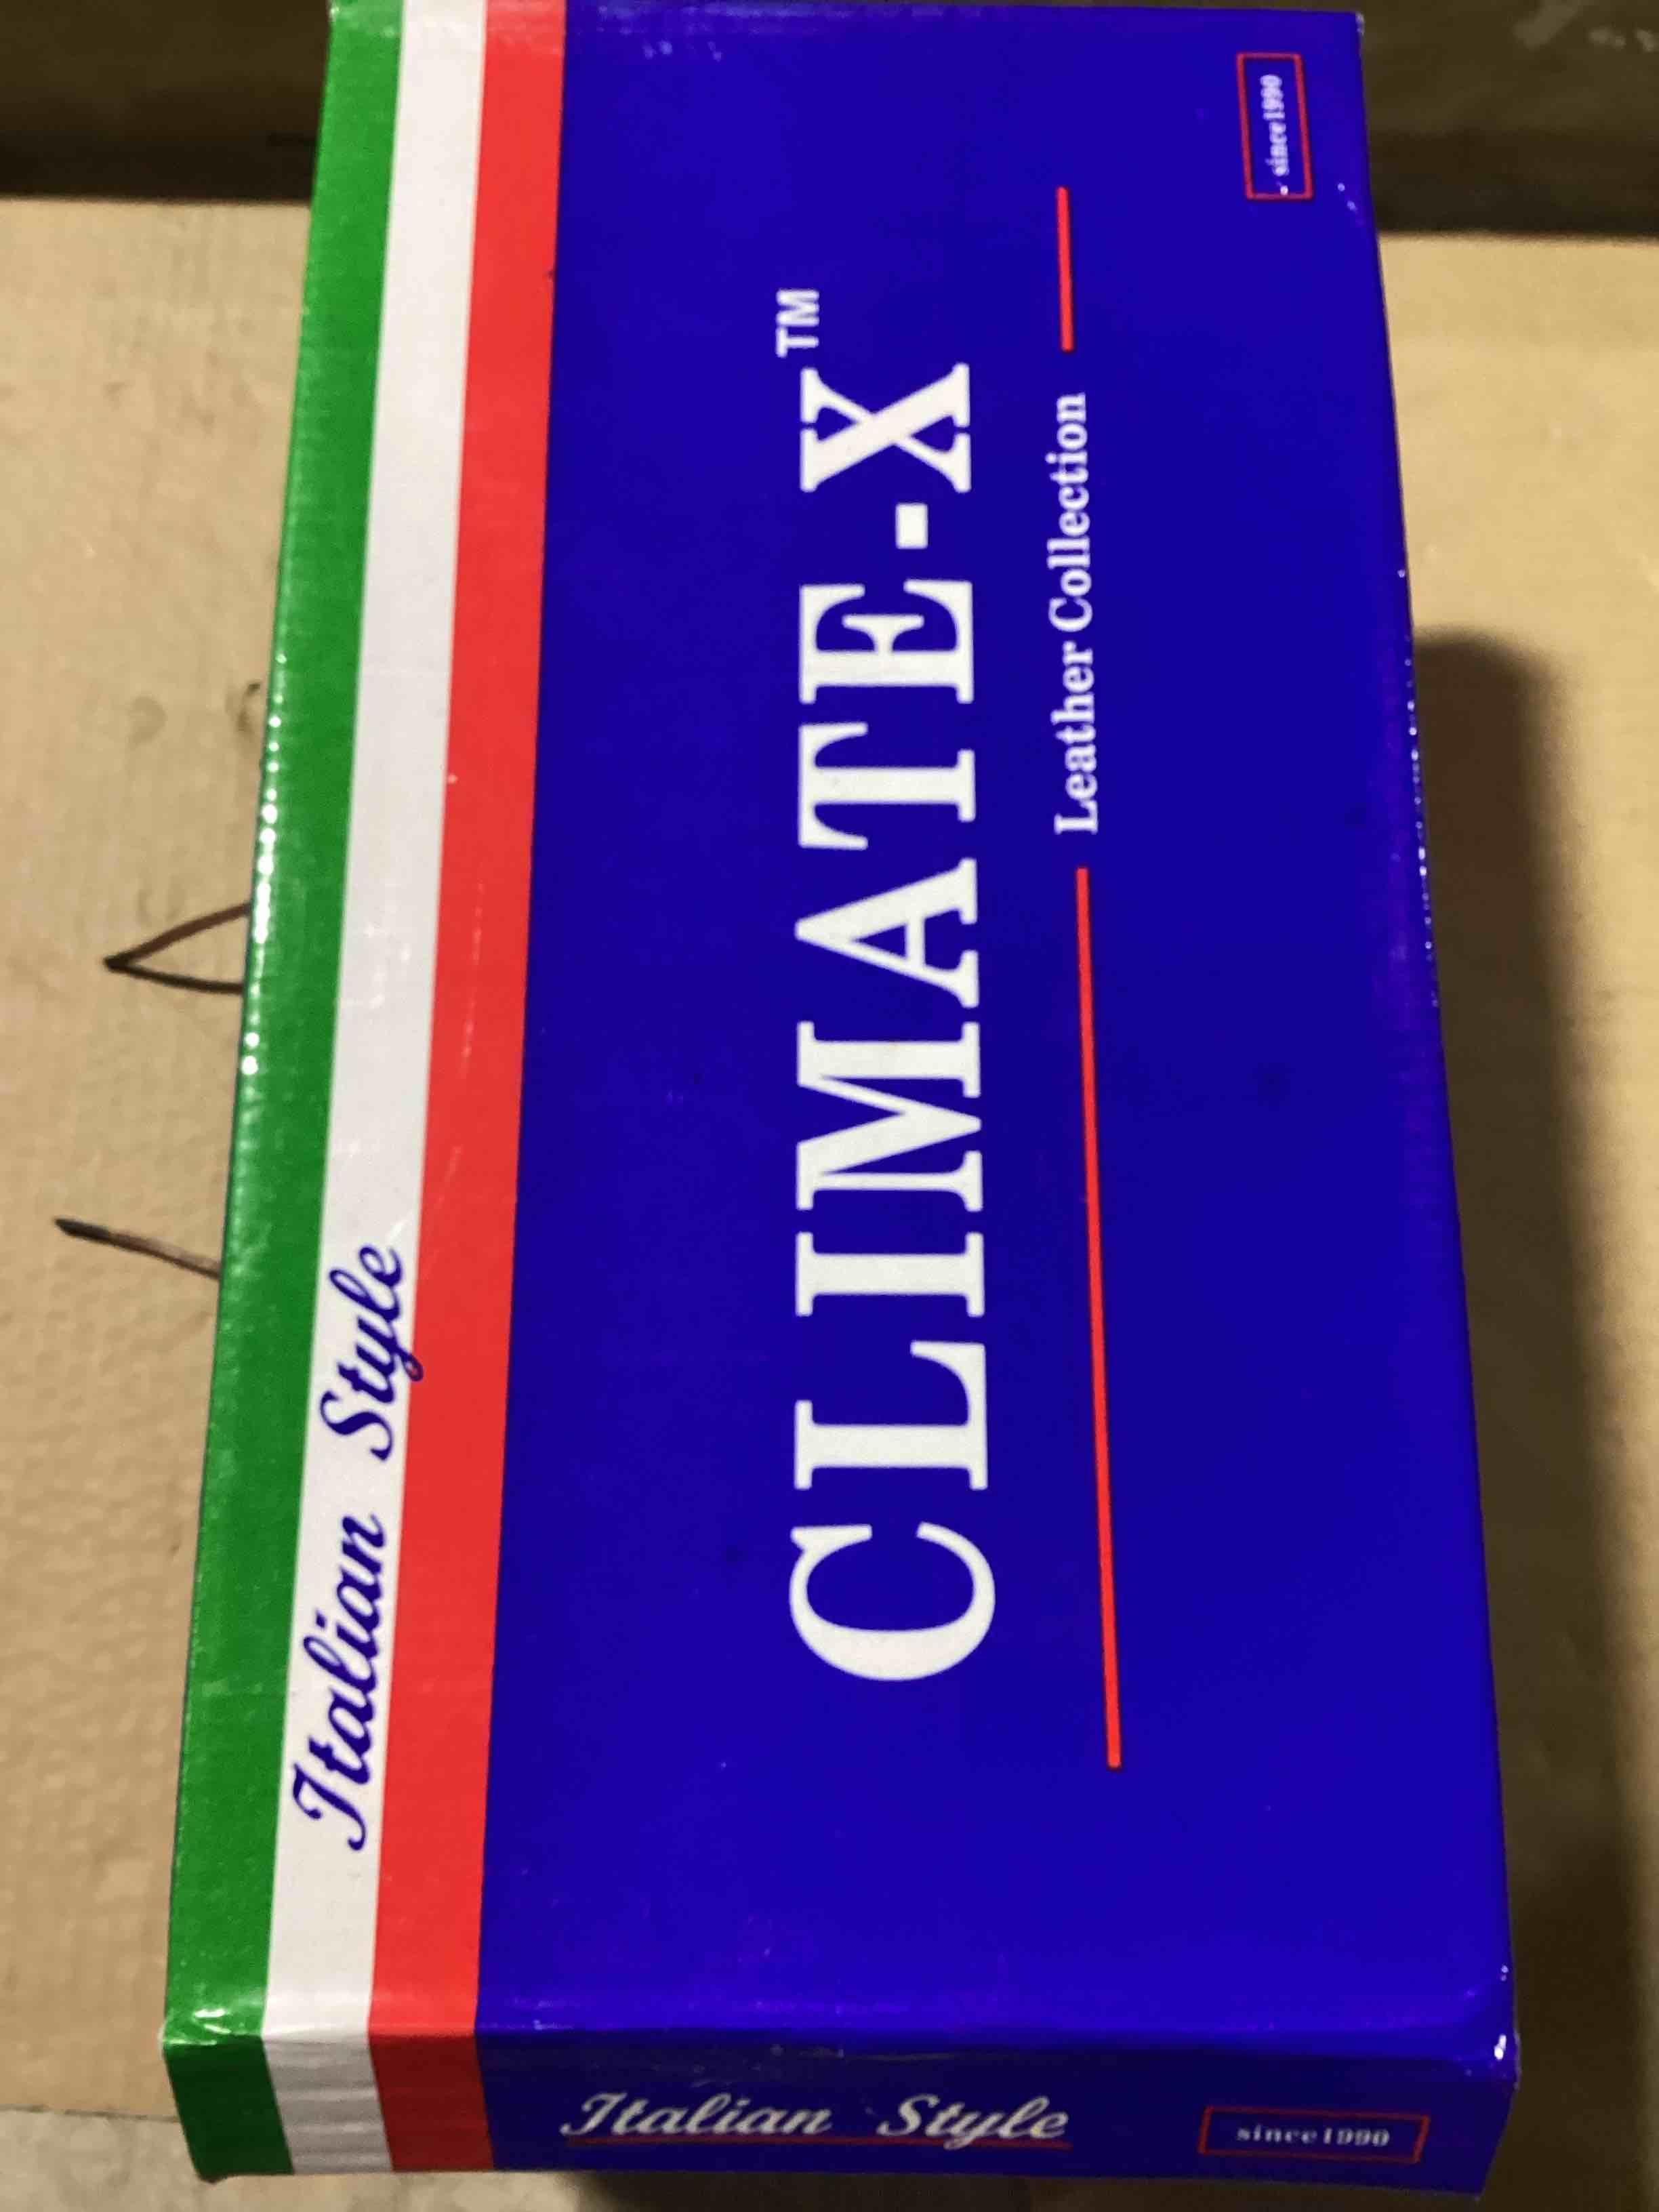 Italian Style
CLIMATE-X™
Leather Collection
since1990
Italian Style
since1990